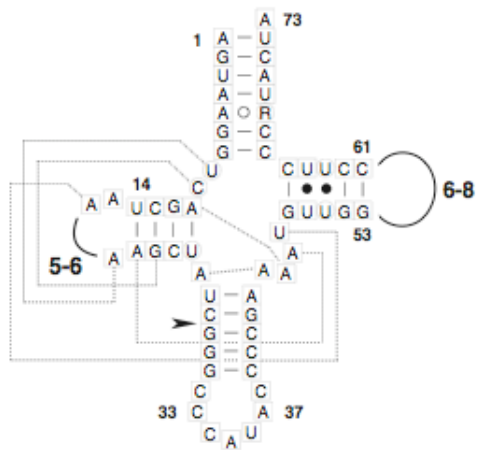 A 73
1 A U
G C
U A
A U
A R
G C
G C
61
U C U U C C
14 C 6-8
A A U C G A G U U G G
53
U
A A G C U A
5-6 A A A
U A
C G
G C
G C
G C
C C
33 C A 37
C A U